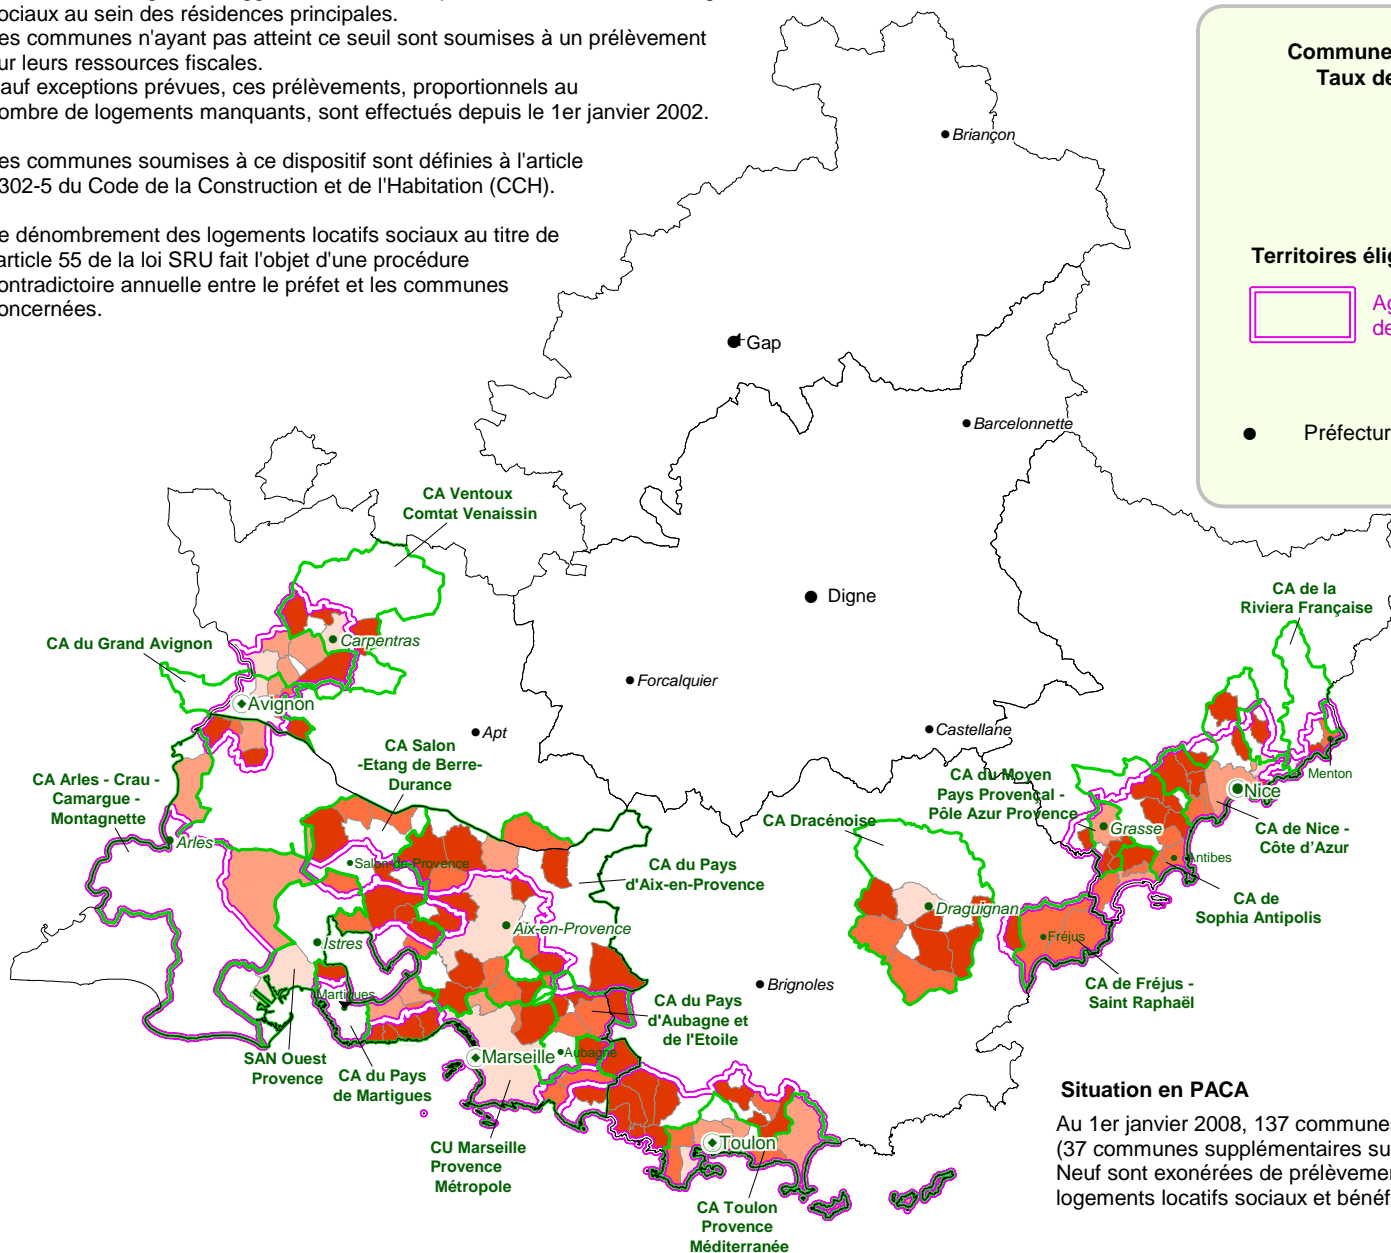 ociaux au sein des résidences principales.
es communes n'ayant pas atteint ce seuil sont soumises à un prélèvement
ur leurs ressources fiscales.
auf exceptions prévues, ces prélèvements, proportionnels au
ombre de logements manquants, sont effectués depuis le 1er janvier 2002.
es communes soumises à ce dispositif sont définies à l'article
302-5 du Code de la Construction et de l'Habitation (CCH).
e dénombrement des logements locatifs sociaux au titre de
article 55 de la loi SRU fait l'objet d'une procédure
ontradictoire annuelle entre le préfet et les communes
oncernées.
Commune
Taux de
Territoires élig
Ag
de
Préfectur
Briançon
Gap
Barcelonnette
CA Ventoux
Comtat Venaissin
Digne
CA de la
Riviera Française
CA du Grand Avignon
Carpentras
Forcalquier
Avignon
Apt
Castellane
CA Salon
-Etang de Berre-
Durance
CA Arles - Crau -
Camargue -
Montagnette
CA du Moyen
Pays Provençal -
Pôle Azur Provence
Menton
Nice
CA Dracénoise
Grasse
CA de Nice -
Côte d'Azur
Arles
Salon-de-Provence
Antibes
CA du Pays
d'Aix-en-Provence
CA de
Sophia Antipolis
Draguignan
Aix-en-Provence
Fréjus
Istres
CA de Fréjus -
Saint Raphaël
Brignoles
Martigues
CA du Pays
d'Aubagne et
de l'Etoile
Marseille
Aubagne
SAN Ouest
Provence
CA du Pays
de Martigues
CU Marseille
Provence
Métropole
Toulon
CA Toulon
Provence
Méditerranée
Situation en PACA
Au 1er janvier 2008, 137 communes
(37 communes supplémentaires su
Neuf sont exonérées de prélèvemen
logements locatifs sociaux et bénéf